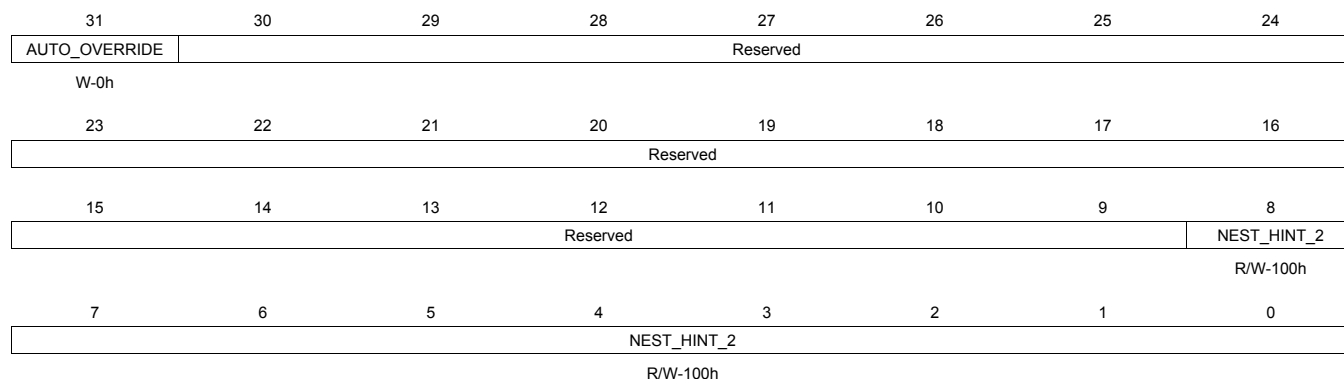 31 30 29 28 27 26 25 24
AUTO_OVERRIDE Reserved
W-0h
23 22 21 20 19 18 17 16
Reserved
15 14 13 12 11 10 9 8
Reserved NEST_HINT_2
R/W-100h
7 6 5 4 3 2 1 0
NEST_HINT_2
R/W-100h